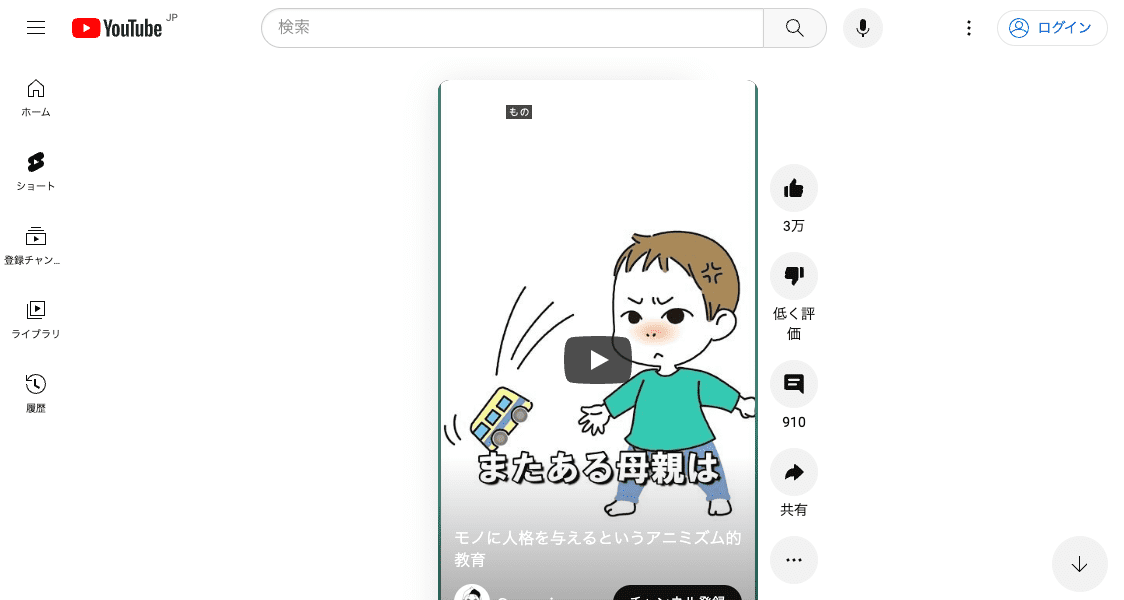 YouTube JP
検索
ログイン
ホーム
ショート
登録チャン...
ライブラリ
履歴
もの
またある母親は
モノに人格を与えるというアニミズム的
教育
3万
低く評
価
910
共有